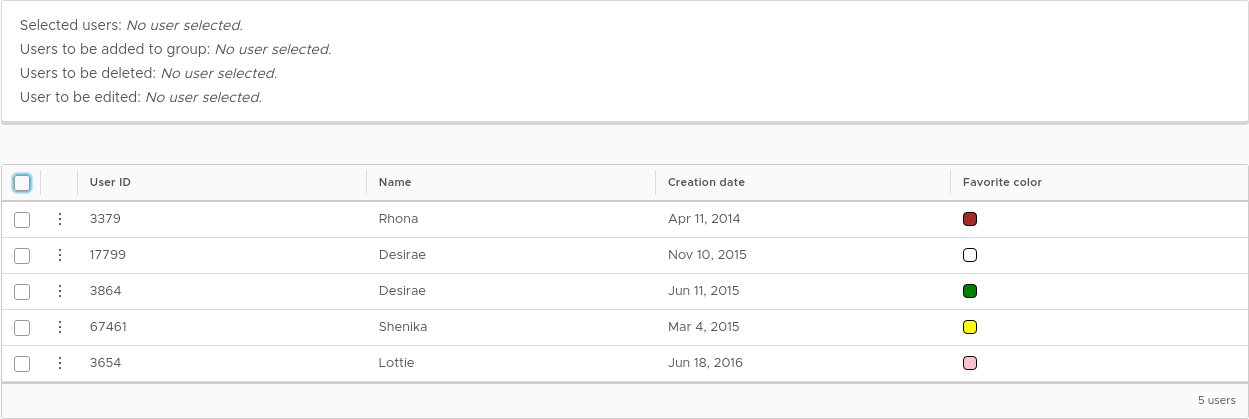 Selected users: No user selected.
Users to be added to group: No user selected.
Users to be deleted: No user selected.
User to be edited: No user selected.
User ID Name Creation date Favorite color
3379 Rhona Apr 11, 2014
17799 Desirae Nov 10, 2015
3864 Desirae Jun 11, 2015
67461 Shenika Mar 4, 2015
3654 Lottie Jun 18, 2016
5 users